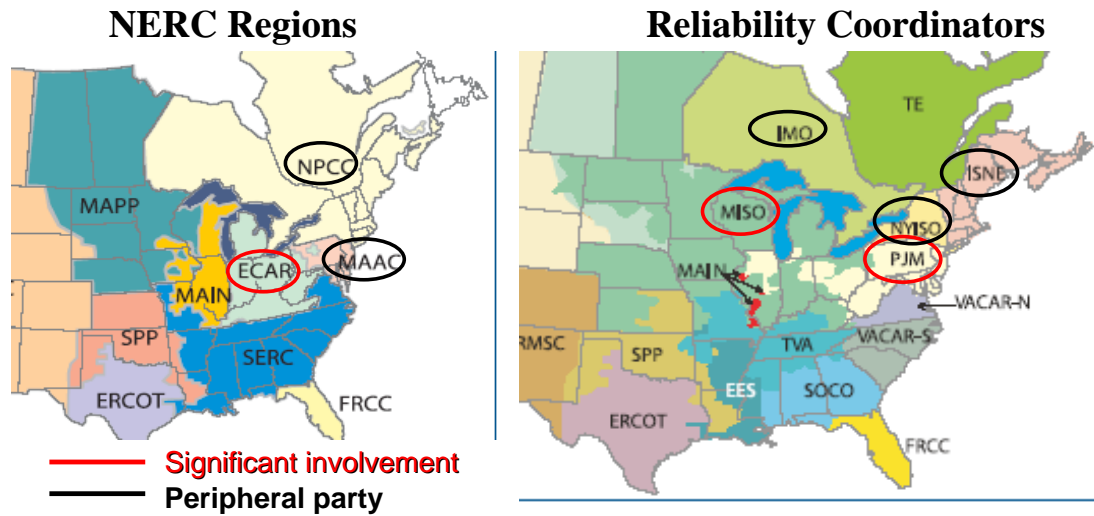 NERC Regions
NPCC
MAPP
ECAR
MAAC
MAIN
SPP
SERC
ERCOT
FRCC
Significant involvement
Peripheral party
Reliability Coordinators
TE
IMO
ISNE
MISO
NYISO
PJM
MAIN
VACAR-N
RMSC
SPP
TVA
VACAR-S
EES
SOCO
ERCOT
FRCC